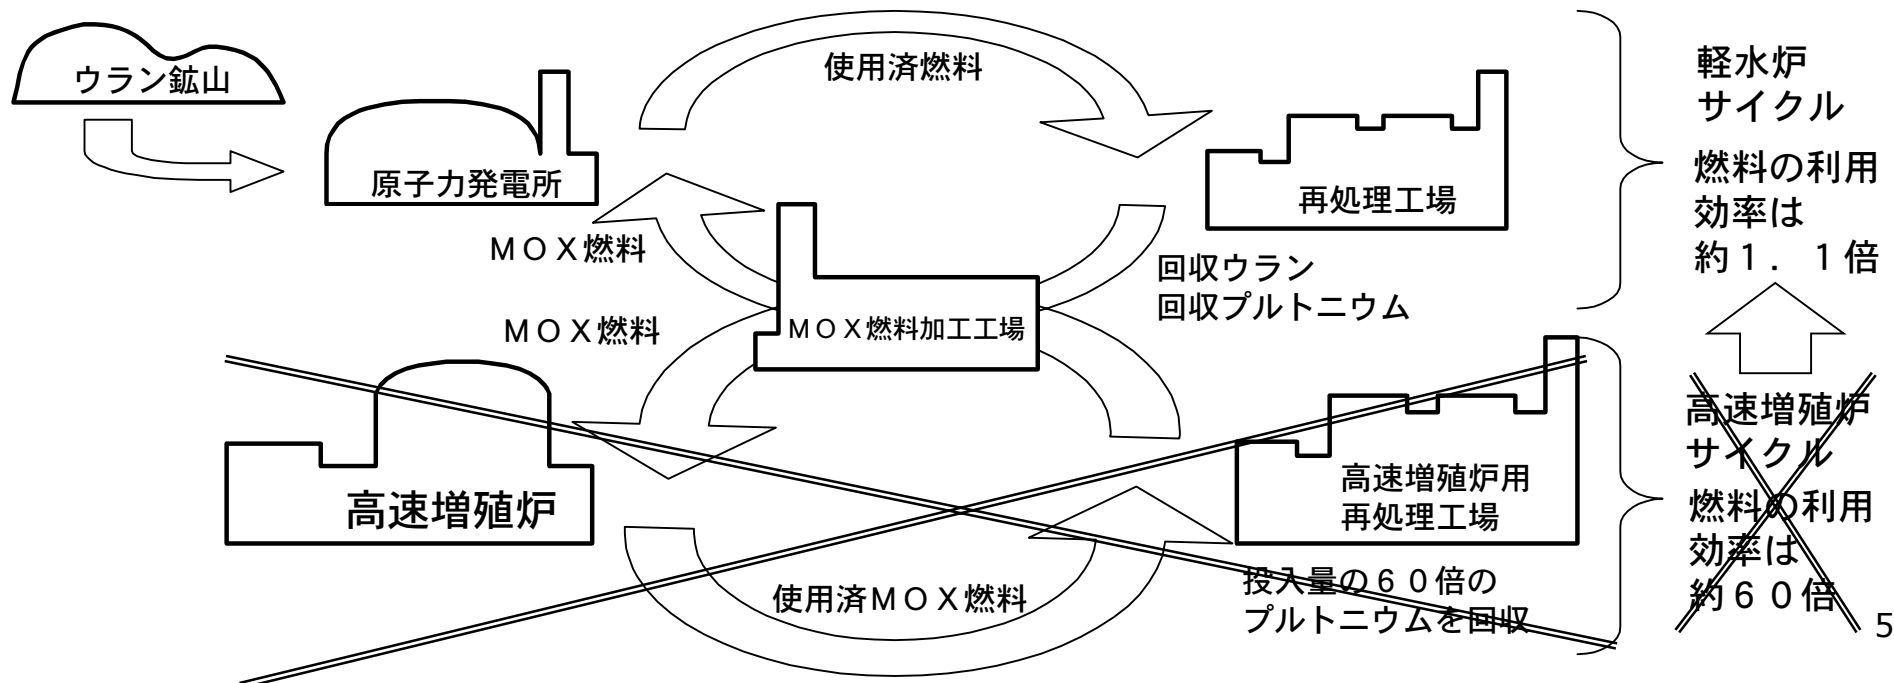 ウラン鉱山
使用済燃料
軽水炉
サイクル
原子力発電所
再処理工場
燃料の利用
効率は
約１．１倍
ＭＯＸ燃料
回収ウラン
回収プルトニウム
ＭＯＸ燃料
ＭＯＸ燃料加工工場
高速増殖炉
サイクル
高速増殖炉
高速増殖炉用
再処理工場
燃料の利用
効率は
約６０倍
使用済ＭＯＸ燃料
投入量の６０倍の
プルトニウムを回収
5